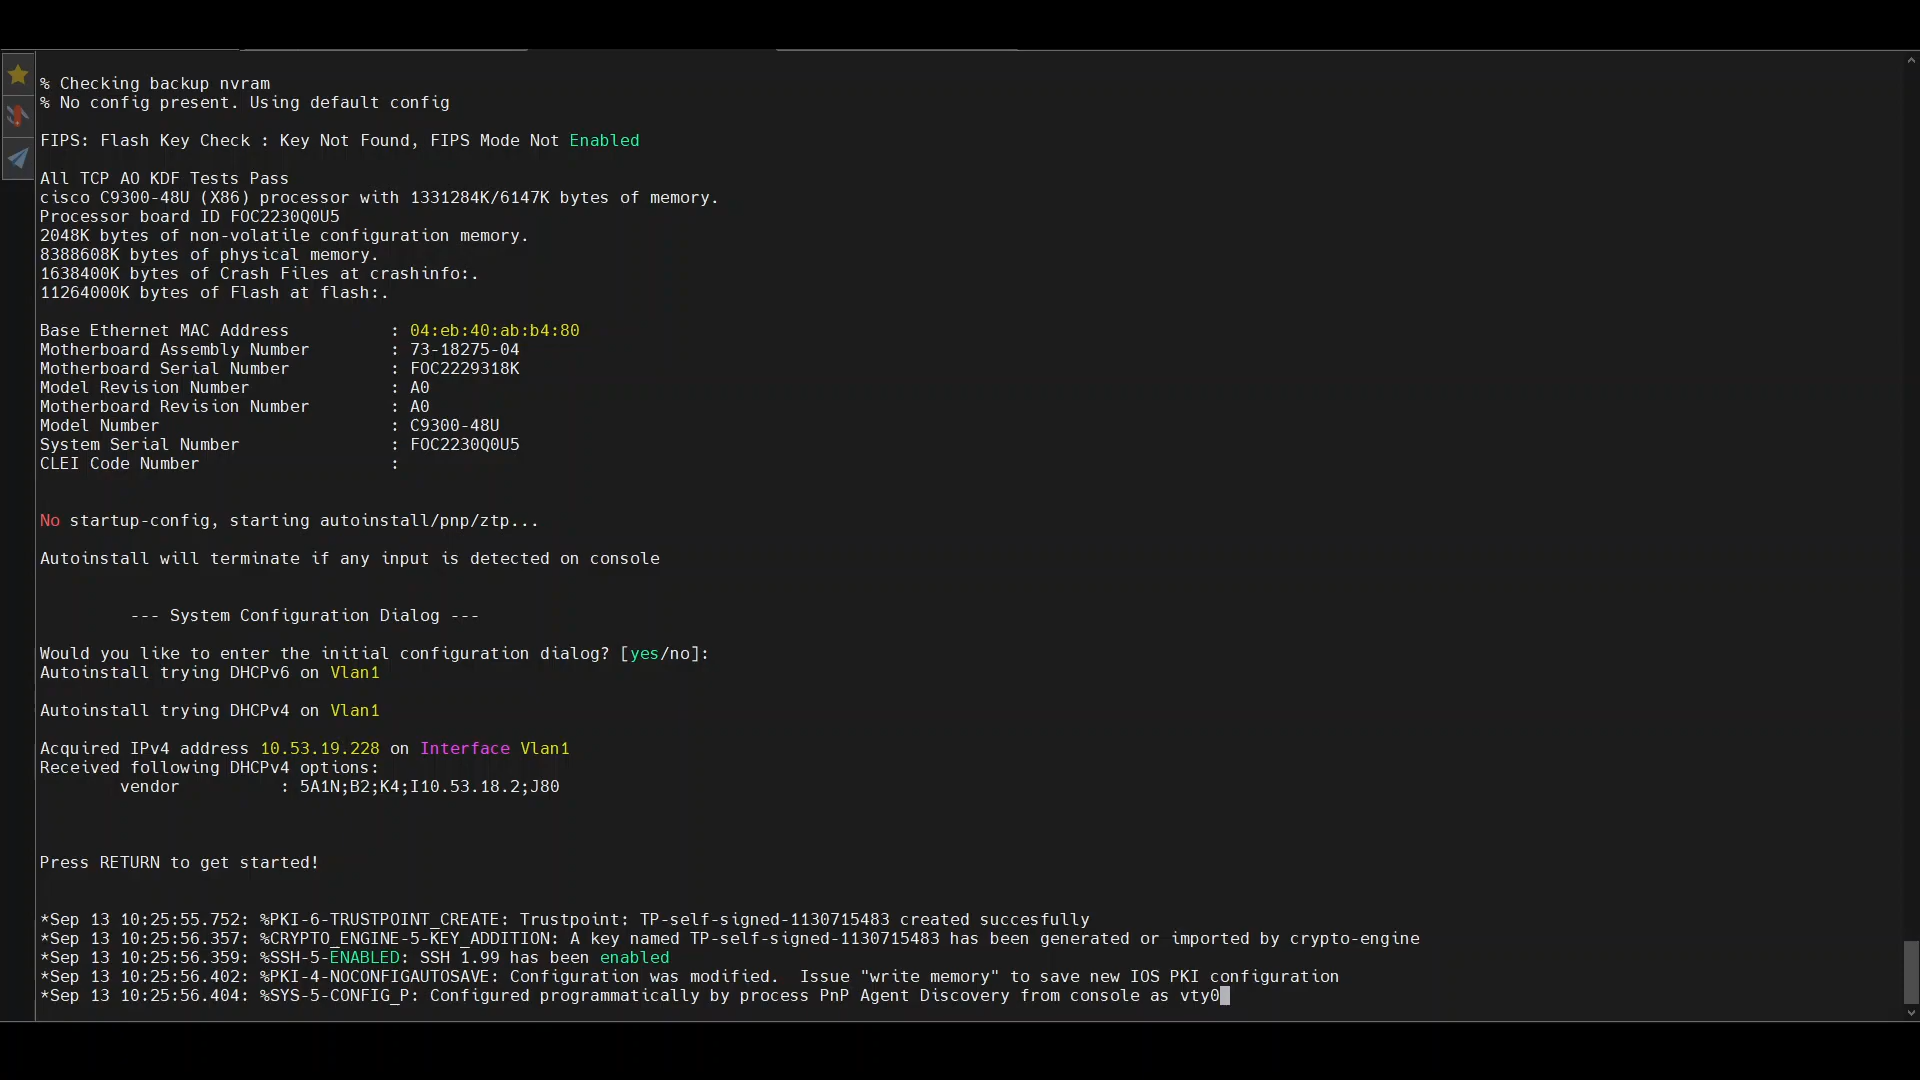 % Checking backup nvram
% No config present. Using default config
FIPS: Flash Key Check : Key Not Found, FIPS Mode Not Enabled
All TCP AO KDF Tests Pass
cisco C9300-48U (X86) processor with 1331284K/6147K bytes of memory.
Processor board ID FOC2230Q0U5
2048K bytes of non-volatile configuration memory.
8388608K bytes of physical memory.
1638400K bytes of Crash Files at crashinfo:.
11264000K bytes of Flash at flash:.
Base Ethernet MAC Address          : 04:eb:40:ab:b4:80
Motherboard Assembly Number        : 73-18275-04
Motherboard Serial Number          : FOC2229318K
Model Revision Number              : A0
Motherboard Revision Number        : A0
Model Number                       : C9300-48U
System Serial Number               : FOC2230Q0U5
CLEI Code Number                   :
No startup-config, starting autoinstall/pnp/ztp...
Autoinstall will terminate if any input is detected on console
--- System Configuration Dialog ---
Would you like to enter the initial configuration dialog? [yes/no]:
Autoinstall trying DHCPv6 on Vlan1
Autoinstall trying DHCPv4 on Vlan1
Acquired IPv4 address 10.53.19.228 on Interface Vlan1
Received following DHCPv4 options:
vendor          : 5A1N;B2;K4;I10.53.18.2;J80
Press RETURN to get started!
*Sep 13 10:25:55.752: %PKI-6-TRUSTPOINT_CREATE: Trustpoint: TP-self-signed-1130715483 created succesfully
*Sep 13 10:25:56.357: %CRYPTO_ENGINE-5-KEY_ADDITION: A key named TP-self-signed-1130715483 has been generated or imported by crypto-engine
*Sep 13 10:25:56.359: %SSH-5-ENABLED: SSH 1.99 has been enabled
*Sep 13 10:25:56.402: %PKI-4-NOCONFIGAUTOSAVE: Configuration was modified.  Issue "write memory" to save new IOS PKI configuration
*Sep 13 10:25:56.404: %SYS-5-CONFIG_P: Configured programmatically by process PnP Agent Discovery from console as vty0